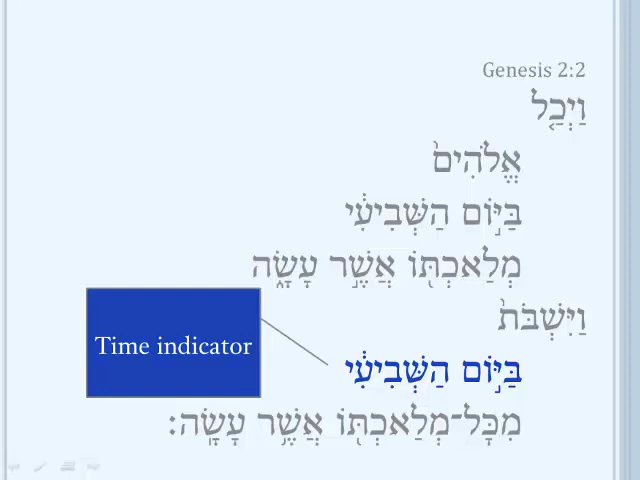 Genesis 2:2
וַיְכַ֤ל
אֱלֹהִים֙
בַּיּ֣וֹם הַשְּׁבִיעִ֔י
מְלַאכְתּ֖וֹ אֲשֶׁ֣ר עָשָׂ֑ה
וַיִּשְׁבֹּת֙
Time indicator
בַּיּ֣וֹם הַשְּׁבִיעִ֔י
מִכׇּל־מְלַאכְתּ֖וֹ אֲשֶׁ֥ר עָשָֽׂה׃